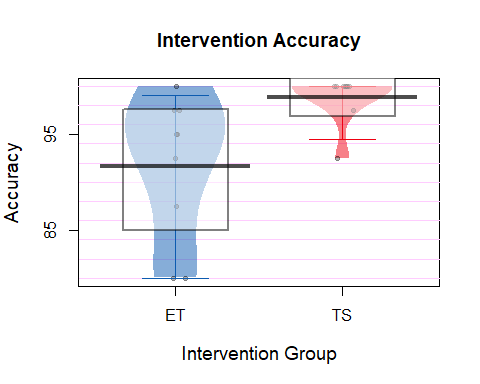 Intervention Accuracy
Accuracy
95
85
ET
TS
Intervention Group